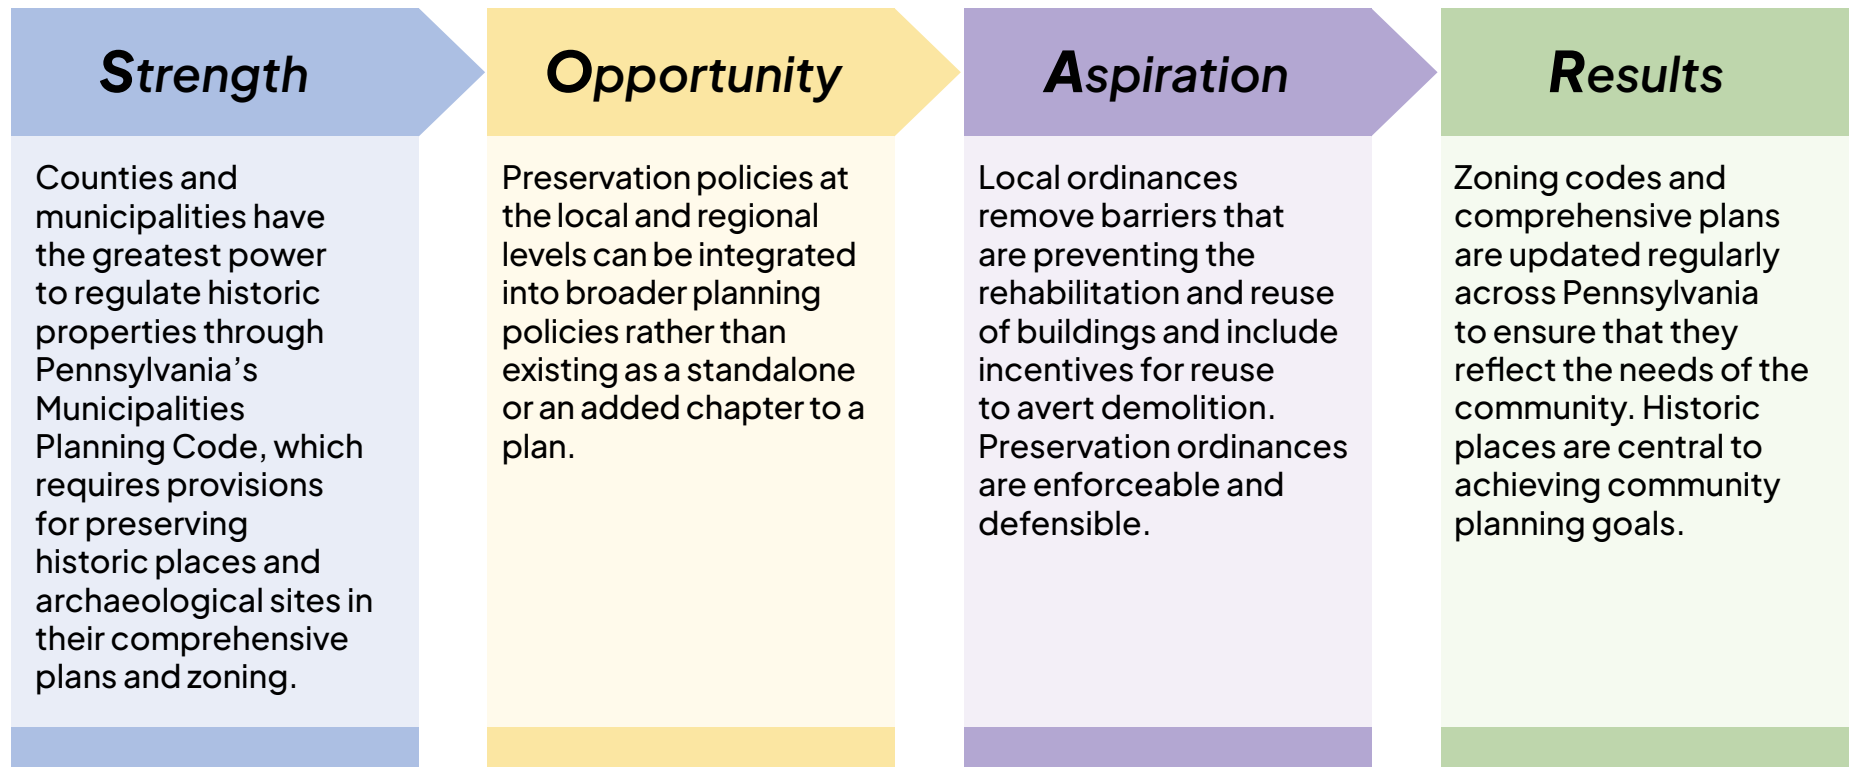 Strength
Counties and
municipalities have
the greatest power
to regulate historic
properties through
Pennsylvania’s
Municipalities
Planning Code, which
requires provisions
for preserving
historic places and
archaeological sites in
their comprehensive
plans and zoning.
Opportunity
Preservation policies at
the local and regional
levels can be integrated
into broader planning
policies rather than
existing as a standalone
or an added chapter to a
plan.
Aspiration
Local ordinances
remove barriers that
are preventing the
rehabilitation and reuse
of buildings and include
incentives for reuse
to avert demolition.
Preservation ordinances
are enforceable and
defensible.
Results
Zoning codes and
comprehensive plans
are updated regularly
across Pennsylvania
to ensure that they
reflect the needs of the
community. Historic
places are central to
achieving community
planning goals.